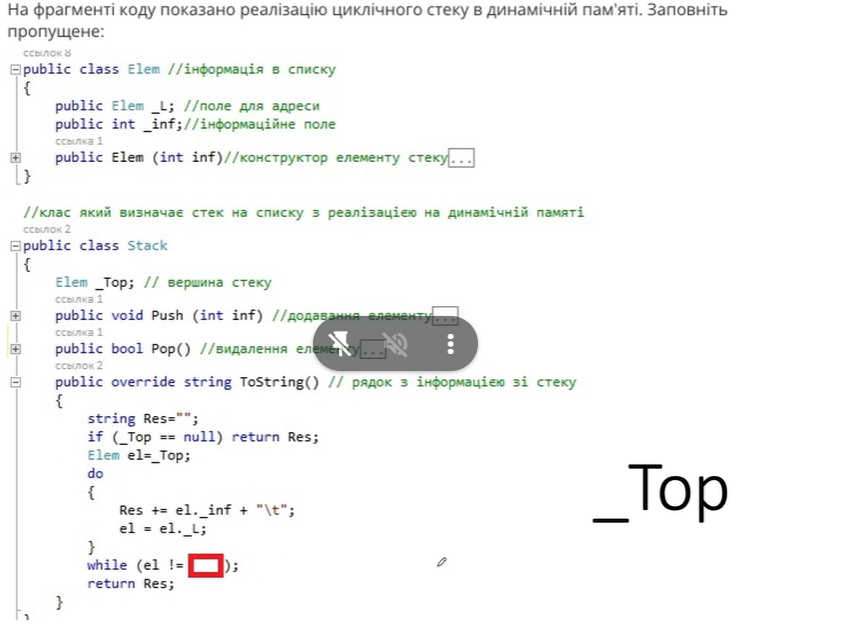 На фрагменті коду показано реалізацію циклічного стеку в динамічній пам'яті. Заповніть
пропущене:
ссылок 8
public class Elem //інформація в списку
{
public Elem _L; //поле для адреси
public int _inf;//інформаційне поле
ссылка 1
public Elem (int inf)//конструктор елементу стеку...
}
//клас який визначає стек на списку з реалізацією на динамічній памяті
ссылок 2
public class Stack
{
Elem _Top; // вершина стеку
ссылка 1
public void Push (int inf) //додавання елементу...
ссылка 1
public bool Pop() //видалення елементу...
ссылок 2
public override string ToString() // рядок з інформацією зі стеку
{
string Res="";
if (_Top == null) return Res;
Elem el=_Top;
do
{
Res += el._inf + "\t";
el = el._L;
}
while (el != );
return Res;
}
}
_Top